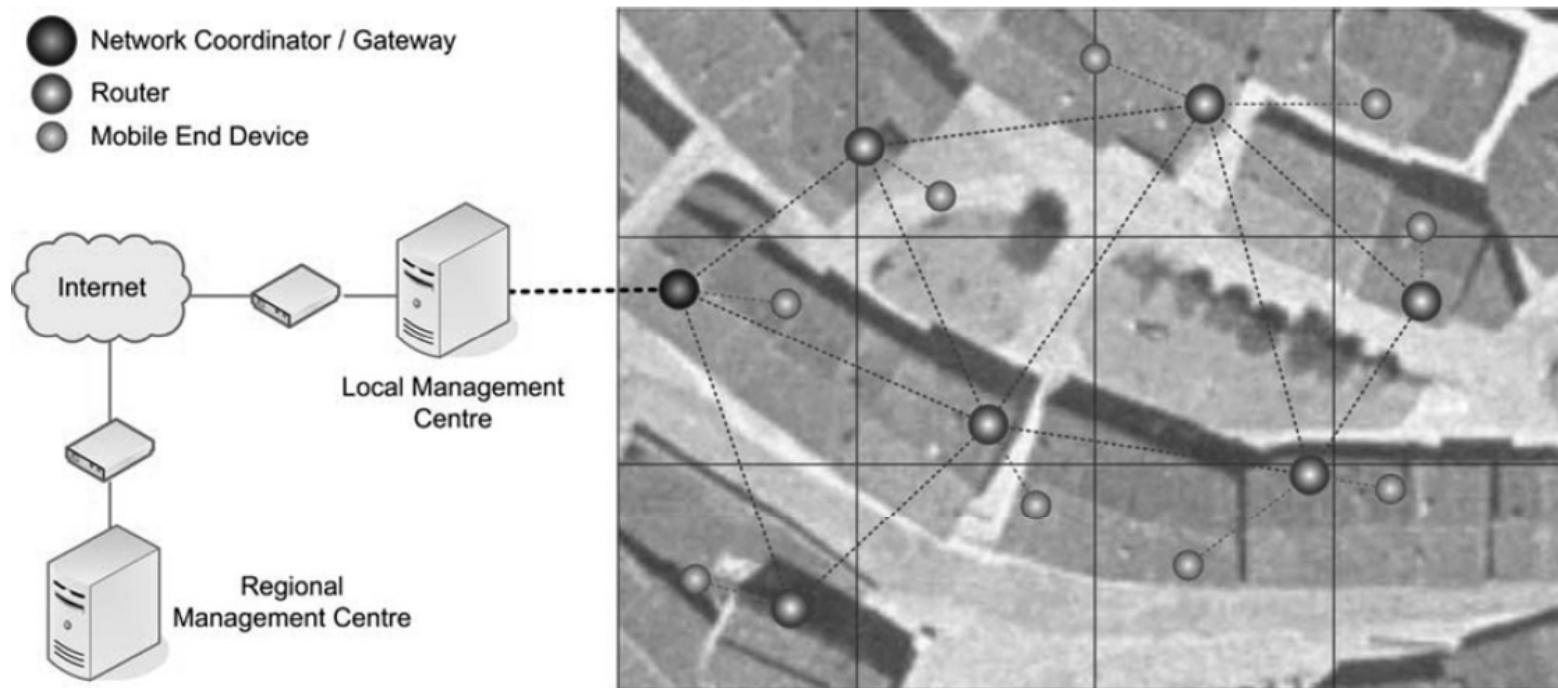 Network Coordinator / Gateway
Router
Mobile End Device
Internet
Local Management
Centre
Regional
Management Centre